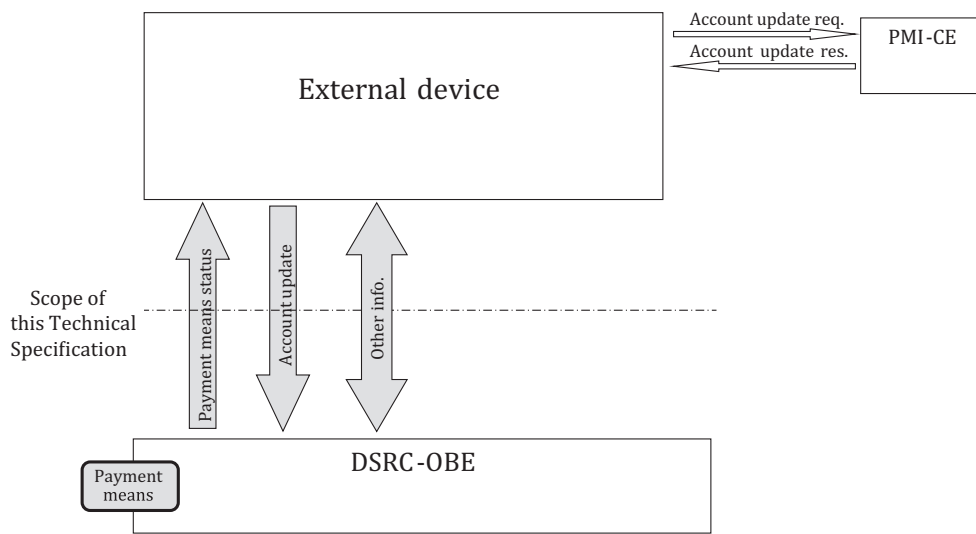 Account update req.
PMI-CE
Account update res.
External device
Payment means status
Account update
Other info.
Scope of
this Technical
Specification
DSRC-OBE
Payment
means